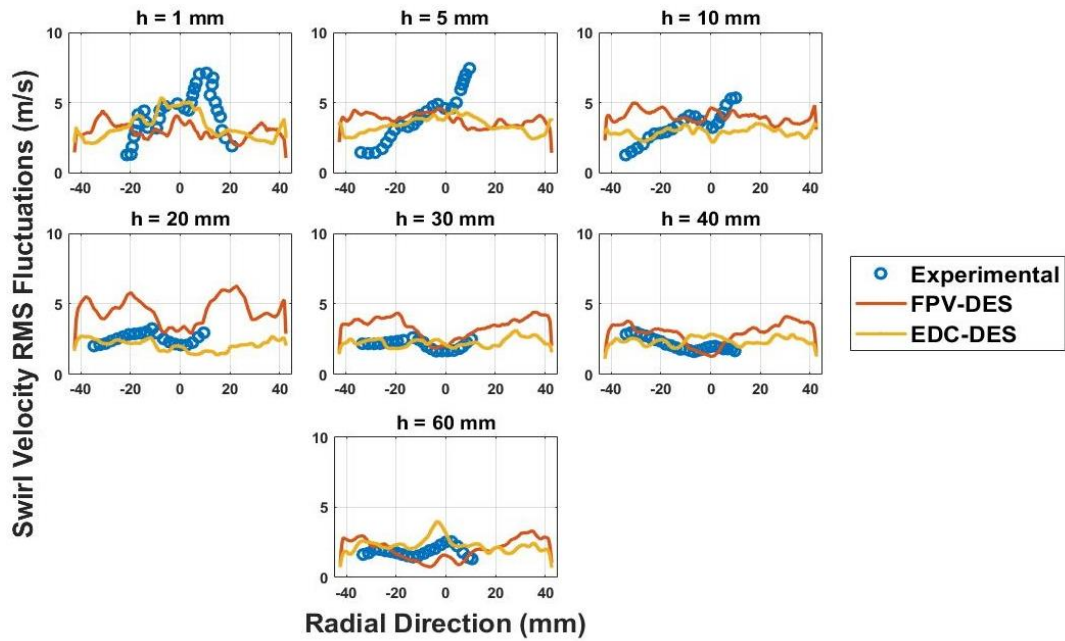 h = 1 mm
h = 5 mm
h = 10 mm
10
5
0
-40 -20 0 20 40
10
5
0
-40 -20 0 20 40
10
5
0
-40 -20 0 20 40
h = 20 mm
h = 30 mm
h = 40 mm
10
5
0
-40 -20 0 20 40
10
5
0
-40 -20 0 20 40
10
5
0
-40 -20 0 20 40
h = 60 mm
10
5
0
-40 -20 0 20 40
Swirl Velocity RMS Fluctuations (m/s)
Radial Direction (mm)
Experimental
FPV-DES
EDC-DES